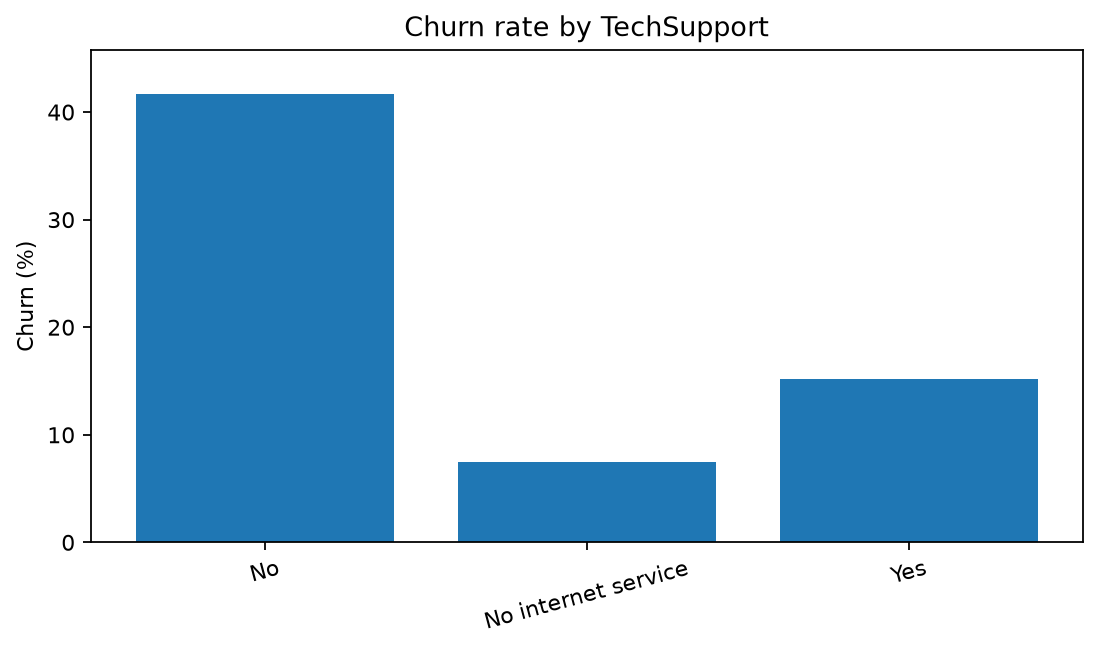 Churn rate by TechSupport
Churn (%)
40
30
20
10
0
No
No internet service
Yes